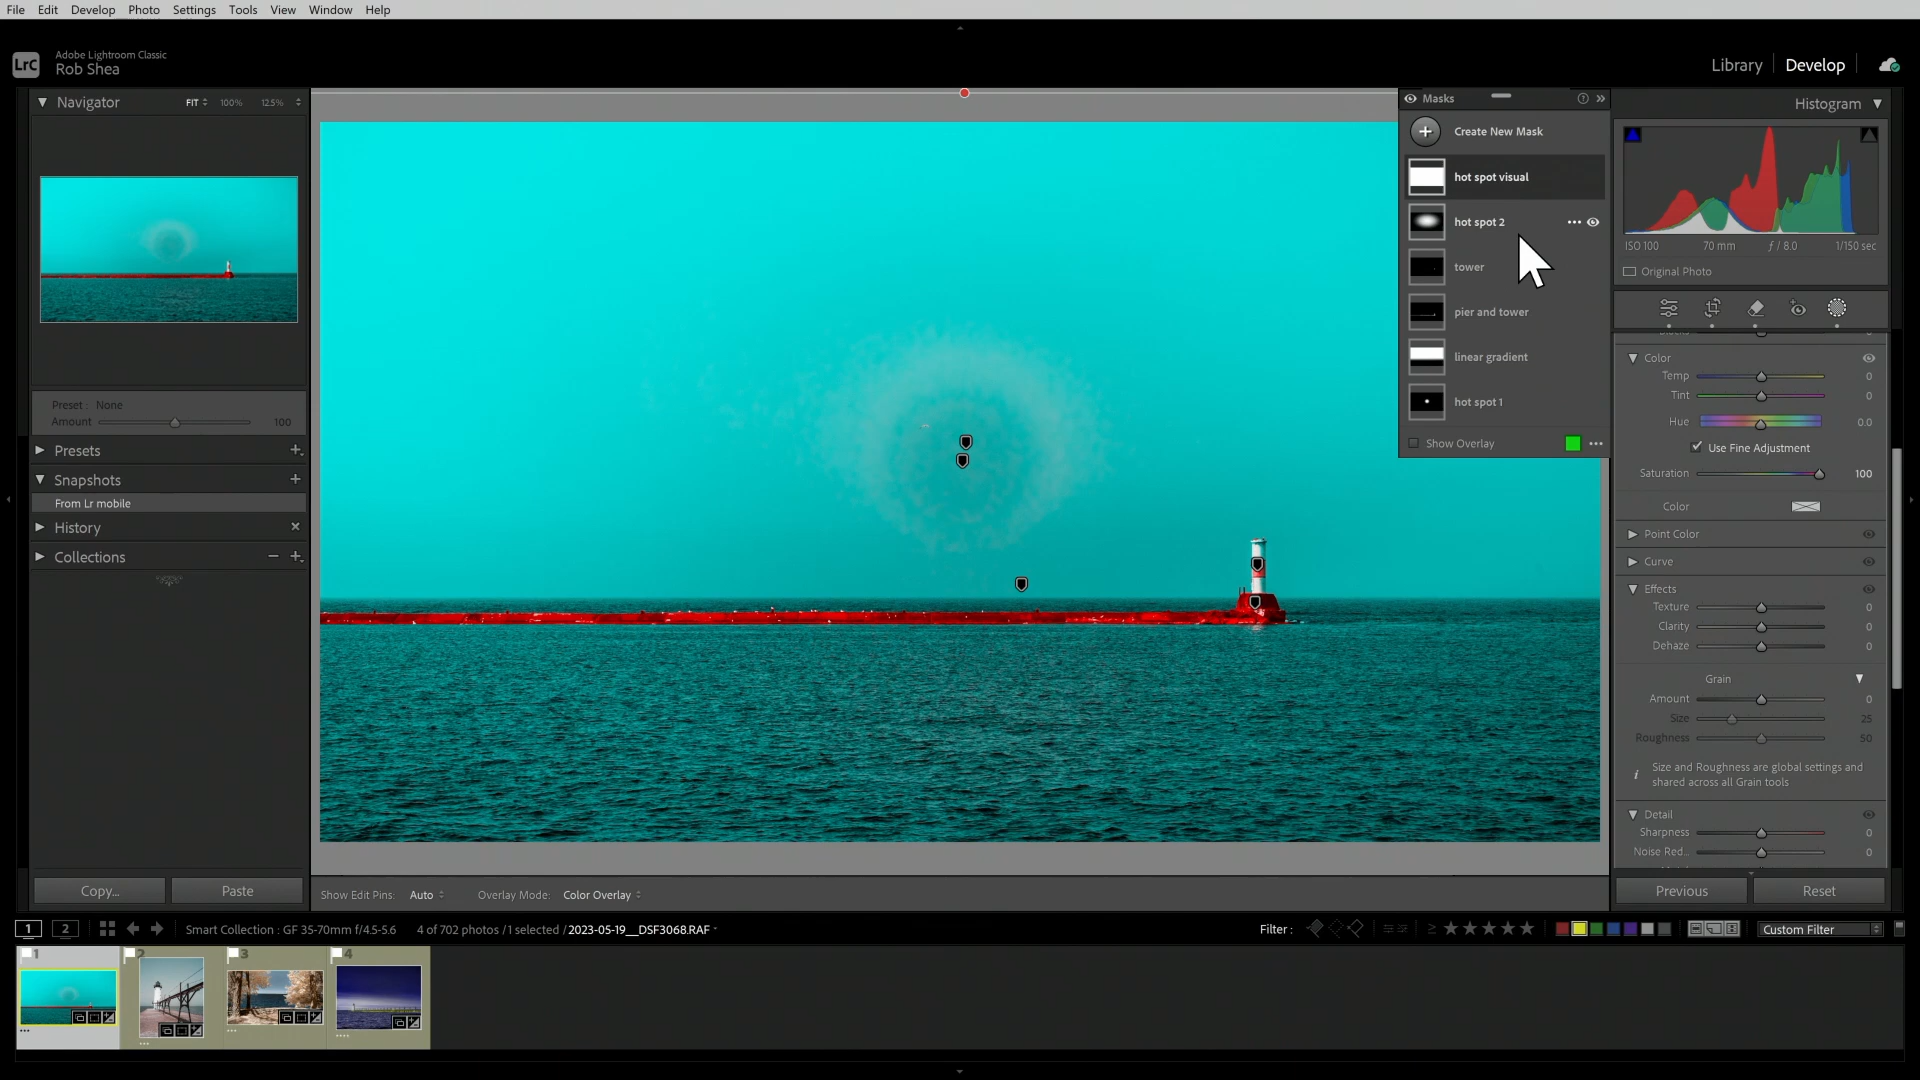 File Edit Develop Photo Settings Tools View Window Help
LrC
Adobe Lightroom Classic
Rob Shea
Library Develop
Navigator FIT 100% 12.5%
Preset : None
Amount 100
Presets
Snapshots
From Lr mobile
History
Collections
Copy... Paste
Masks
Create New Mask
hot spot visual
hot spot 2
tower
pier and tower
linear gradient
hot spot 1
Show Overlay
Histogram
ISO 100 70 mm ƒ / 8.0 1/150 sec
Original Photo
Color
Temp 0
Tint 0
Hue 0.0
Use Fine Adjustment
Saturation 100
Color
Point Color
Curve
Effects
Texture 0
Clarity 0
Dehaze 0
Grain
Amount 0
Size 25
Roughness 50
i Size and Roughness are global settings and
shared across all Grain tools
Detail
Sharpness 0
Noise Red... 0
Previous Reset
Show Edit Pins: Auto Overlay Mode: Color Overlay
1 2 Smart Collection : GF 35-70mm f/4.5-5.6 4 of 702 photos / 1 selected / 2023-05-19__DSF3068.RAF
Filter : Custom Filter
1 2 3 4